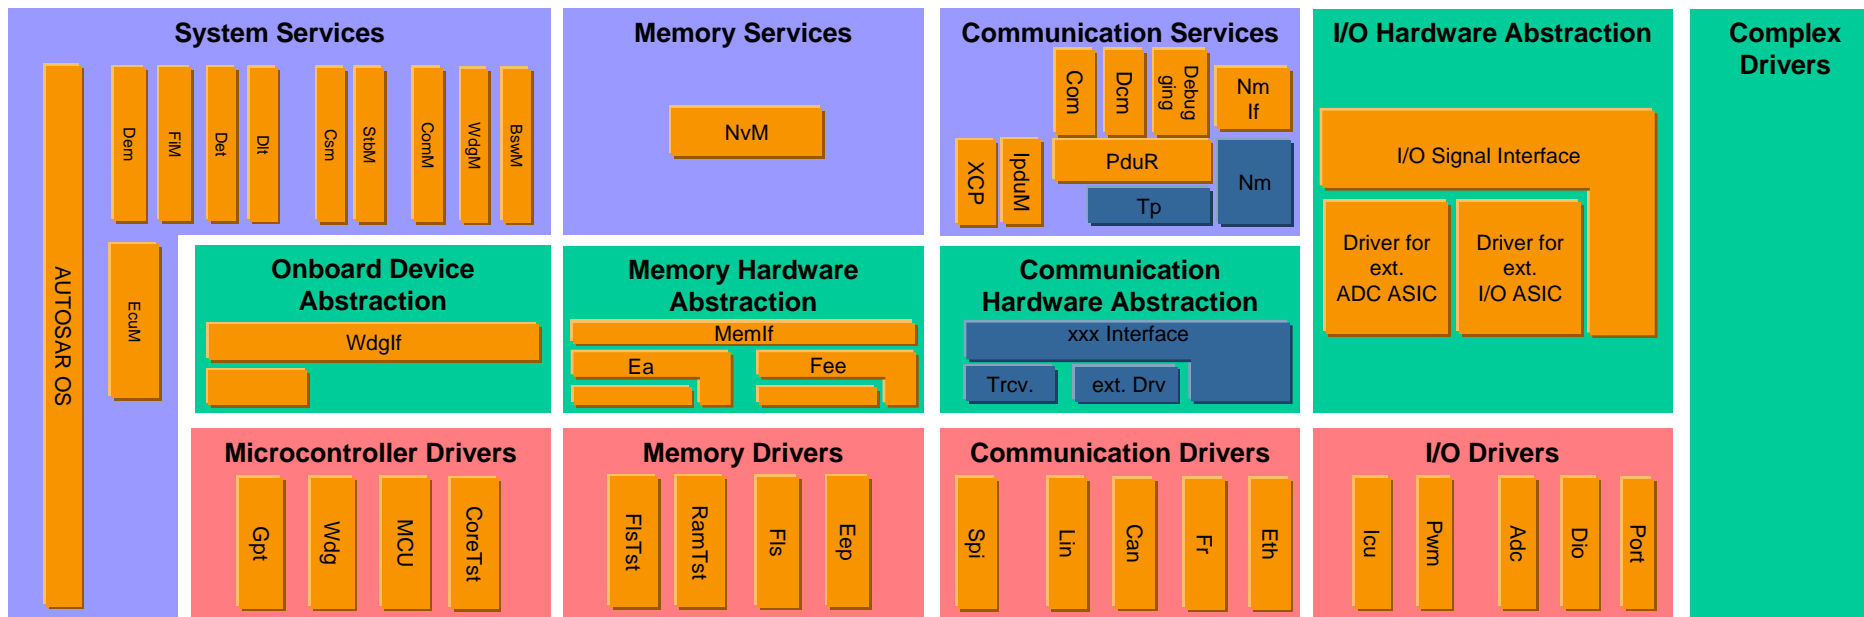 System Services
AUTOSAR OS
Dem
FiM
Det
Dlt
Csm
StbM
ComM
WdgM
BswM
EcuM
Memory Services
NvM
Communication Services
XCP
IpduM
Com
Dcm
Debug
ging
Nm
If
PduR
Tp
Nm
I/O Hardware Abstraction
I/O Signal Interface
Driver for
ext.
ADC ASIC
Driver for
ext.
I/O ASIC
Complex
Drivers
Onboard Device
Abstraction
WdgIf
Memory Hardware
Abstraction
MemIf
Ea
Fee
Communication
Hardware Abstraction
xxx Interface
Trcv.
ext. Drv
Microcontroller Drivers
Gpt
Wdg
MCU
CoreTst
Memory Drivers
FlsTst
RamTst
Fls
Eep
Communication Drivers
Spi
Lin
Can
Fr
Eth
I/O Drivers
Icu
Pwm
Adc
Dio
Port